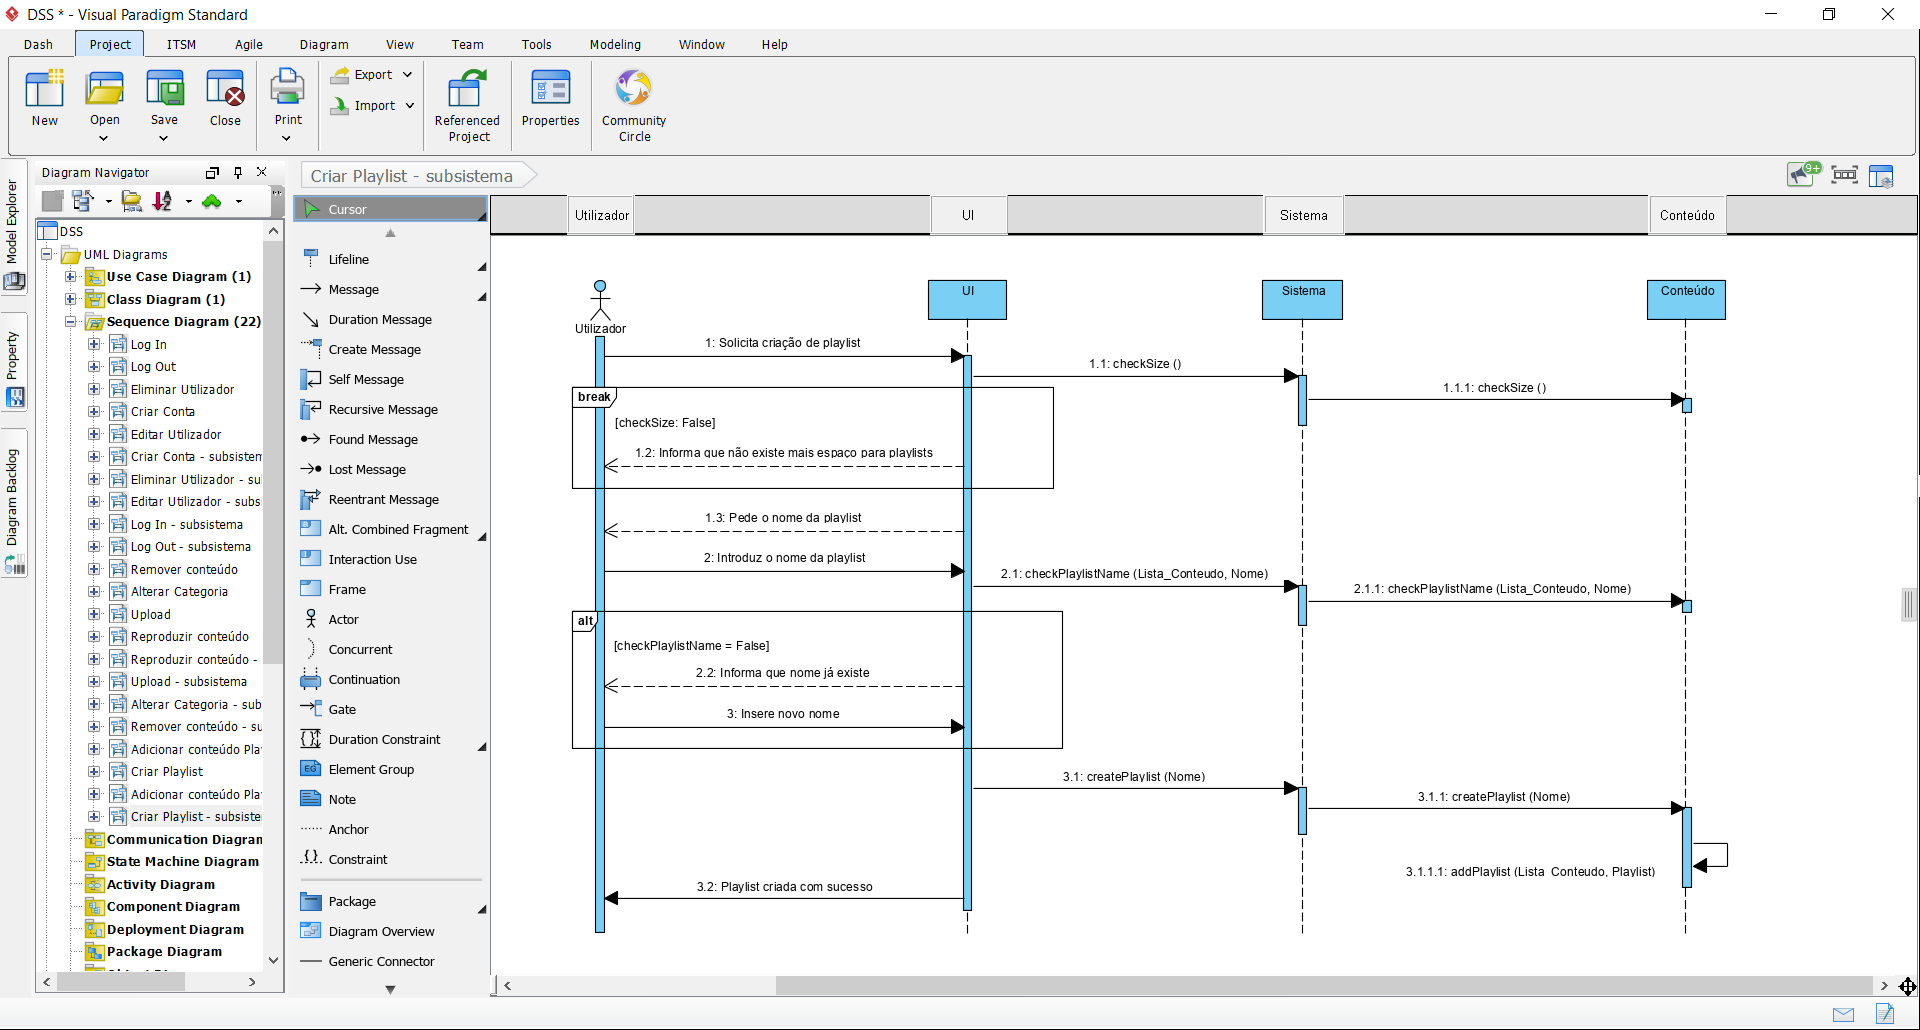 DSS * - Visual Paradigm Standard
Dash Project ITSM Agile Diagram View Team Tools Modeling Window Help
New
Open
Save
Close
Print
Export
Import
Referenced
Project
Properties
Community
Circle
Model Explorer
Property
Diagram Backlog
Diagram Navigator
DSS
UML Diagrams
Use Case Diagram (1)
Class Diagram (1)
Sequence Diagram (22)
Log In
Log Out
Eliminar Utilizador
Criar Conta
Editar Utilizador
Criar Conta - subsistem
Eliminar Utilizador - su
Editar Utilizador - subs
Log In - subsistema
Log Out - subsistema
Remover conteúdo
Alterar Categoria
Upload
Reproduzir conteúdo
Reproduzir conteúdo -
Upload - subsistema
Alterar Categoria - sub
Remover conteúdo - su
Adicionar conteúdo Pla
Criar Playlist
Adicionar conteúdo Pla
Criar Playlist - subsiste
Communication Diagran
State Machine Diagram
Activity Diagram
Component Diagram
Deployment Diagram
Package Diagram
Criar Playlist - subsistema
9+
Cursor
Lifeline
Message
Duration Message
Create Message
Self Message
Recursive Message
Found Message
Lost Message
Reentrant Message
Alt. Combined Fragment
Interaction Use
Frame
Actor
Concurrent
Continuation
Gate
Duration Constraint
EG Element Group
Note
Anchor
Constraint
Package
Diagram Overview
Generic Connector
Utilizador UI Sistema Conteúdo
Utilizador UI Sistema Conteúdo
1: Solicita criação de playlist
1.1: checkSize ()
1.1.1: checkSize ()
break
[checkSize: False]
1.2: Informa que não existe mais espaço para playlists
1.3: Pede o nome da playlist
2: Introduz o nome da playlist
2.1: checkPlaylistName (Lista_Conteudo, Nome)
2.1.1: checkPlaylistName (Lista_Conteudo, Nome)
alt
[checkPlaylistName = False]
2.2: Informa que nome já existe
3: Insere novo nome
3.1: createPlaylist (Nome)
3.1.1: createPlaylist (Nome)
3.1.1.1: addPlaylist (Lista_Conteudo, Playlist)
3.2: Playlist criada com sucesso